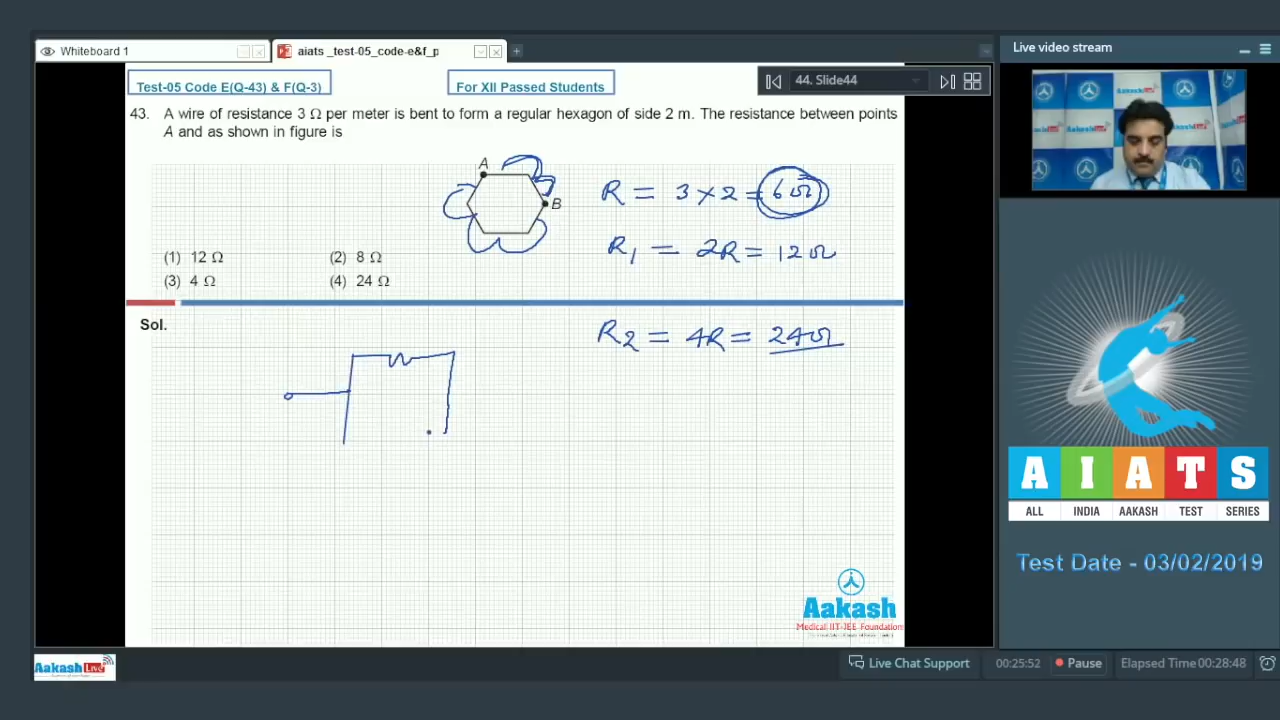 Whiteboard 1
aiats _test-05_code-e&f_p
Live video stream
Test-05 Code E(Q-43) & F(Q-3)
For XII Passed Students
44. Slide44
43. A wire of resistance 3 Ω per meter is bent to form a regular hexagon of side 2 m. The resistance between points
A and as shown in figure is
A
B
R = 3 × 2 = 6Ω
R₁ = 2R = 12Ω
(1) 12 Ω
(2) 8 Ω
(3) 4 Ω
(4) 24 Ω
Sol.
R₂ = 4R = 24Ω
A I A T S
ALL INDIA AAKASH TEST SERIES
Test Date - 03/02/2019
Aakash
Medical|IIT-JEE|Foundations
Aakash Live
Live Chat Support
00:25:52
Pause
Elapsed Time 00:28:48